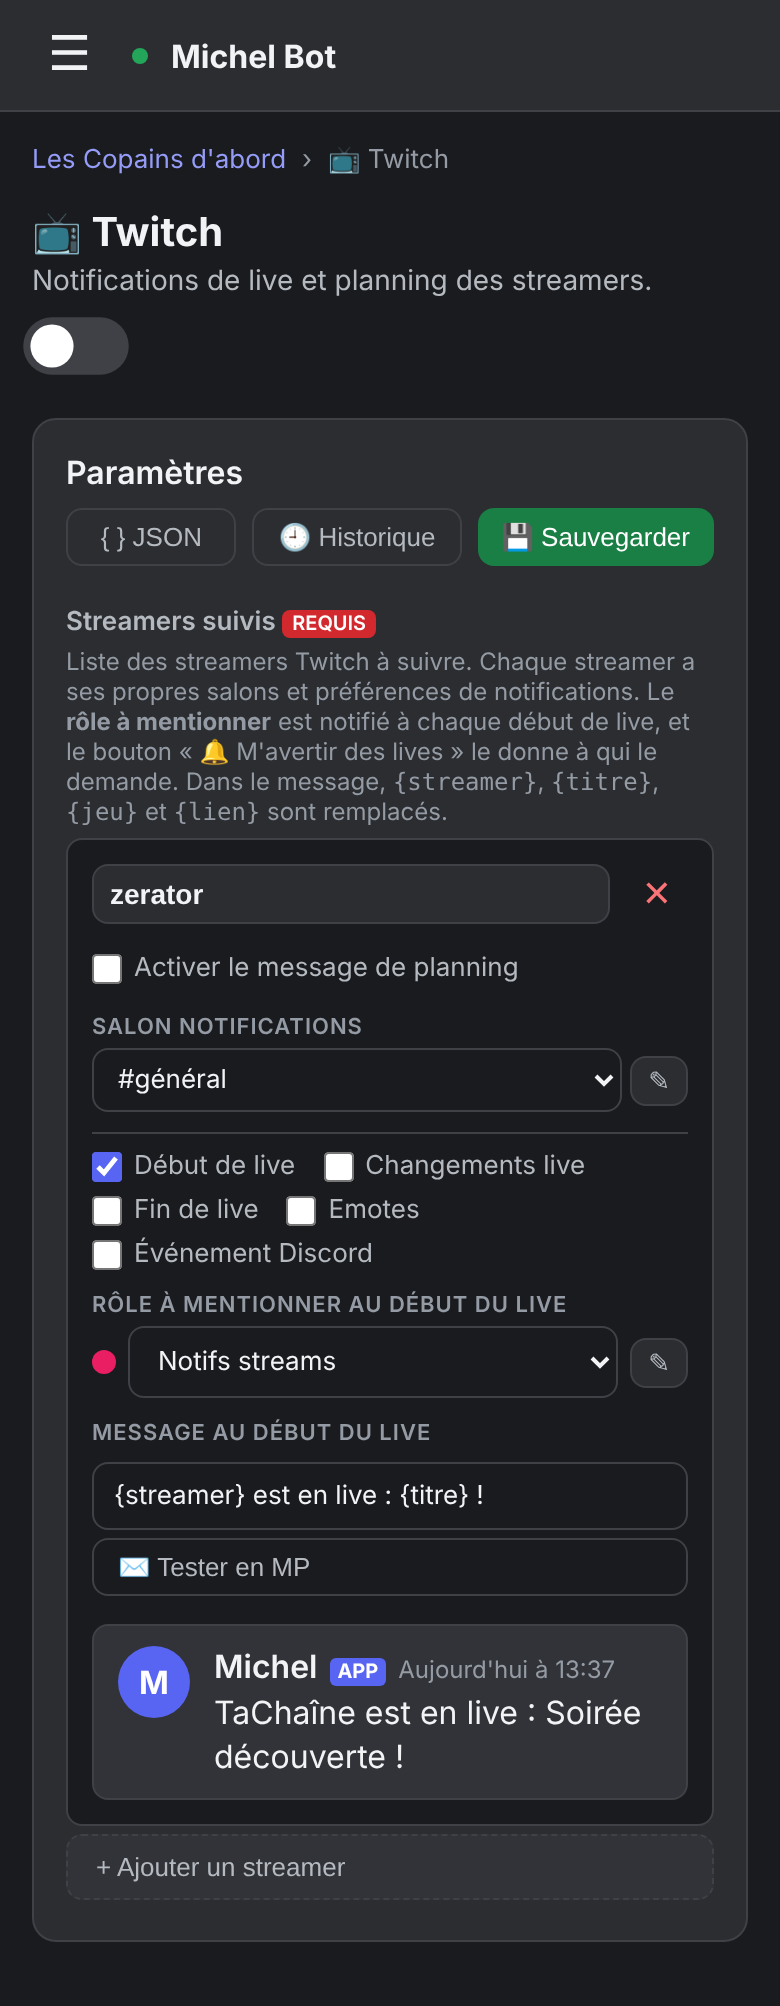 ☰ Michel Bot
Les Copains d'abord › 📺 Twitch
📺 Twitch
Notifications de live et planning des streamers.
Paramètres
{ } JSON 🕘 Historique 💾 Sauvegarder
Streamers suivis REQUIS
Liste des streamers Twitch à suivre. Chaque streamer a
ses propres salons et préférences de notifications. Le
rôle à mentionner est notifié à chaque début de live, et
le bouton « 🔔 M'avertir des lives » le donne à qui le
demande. Dans le message, {streamer}, {titre},
{jeu} et {lien} sont remplacés.
zerator ✕
Activer le message de planning
SALON NOTIFICATIONS
#général ✎
Début de live Changements live
Fin de live Emotes
Événement Discord
RÔLE À MENTIONNER AU DÉBUT DU LIVE
Notifs streams ✎
MESSAGE AU DÉBUT DU LIVE
{streamer} est en live : {titre} !
✉️ Tester en MP
M Michel APP Aujourd'hui à 13:37
TaChaîne est en live : Soirée
découverte !
+ Ajouter un streamer